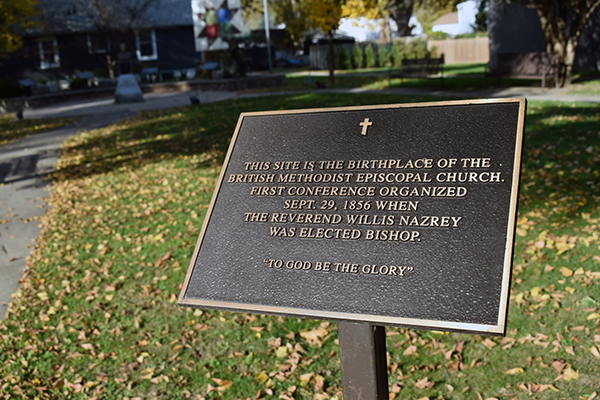 THIS SITE IS THE BIRTHPLACE OF THE
BRITISH METHODIST EPISCOPAL CHURCH.
FIRST CONFERENCE ORGANIZED
SEPT. 29, 1856 WHEN
THE REVEREND WILLIS NAZREY
WAS ELECTED BISHOP.
"TO GOD BE THE GLORY"